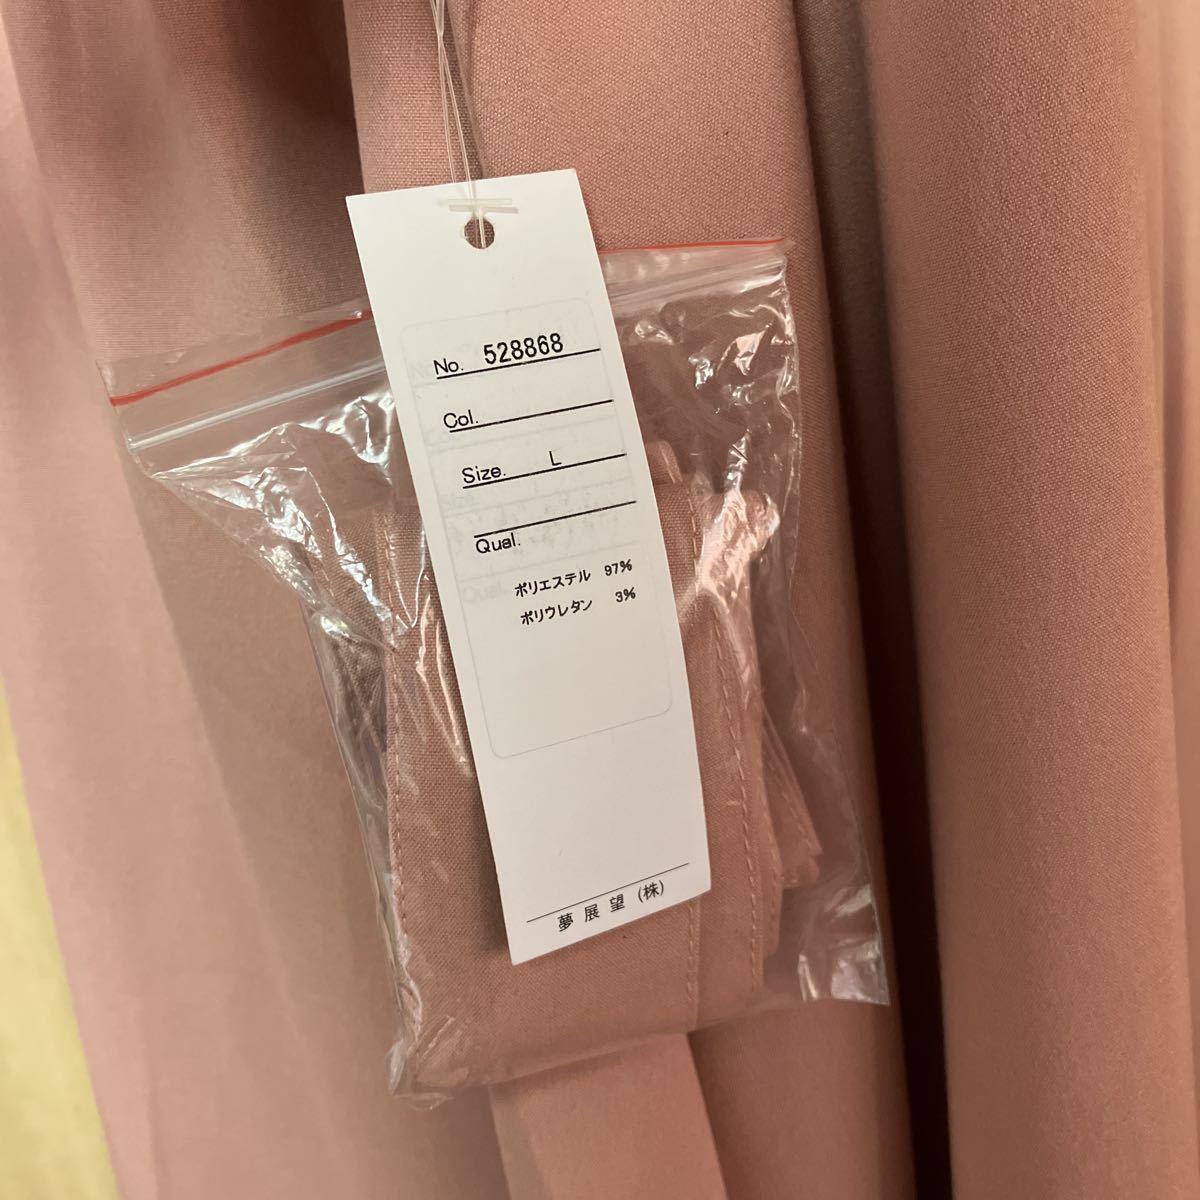 No. 528868
Col.
Size. L
Qual.
ポリエステル 97%
ポリウレタン 3%
夢展望(株)